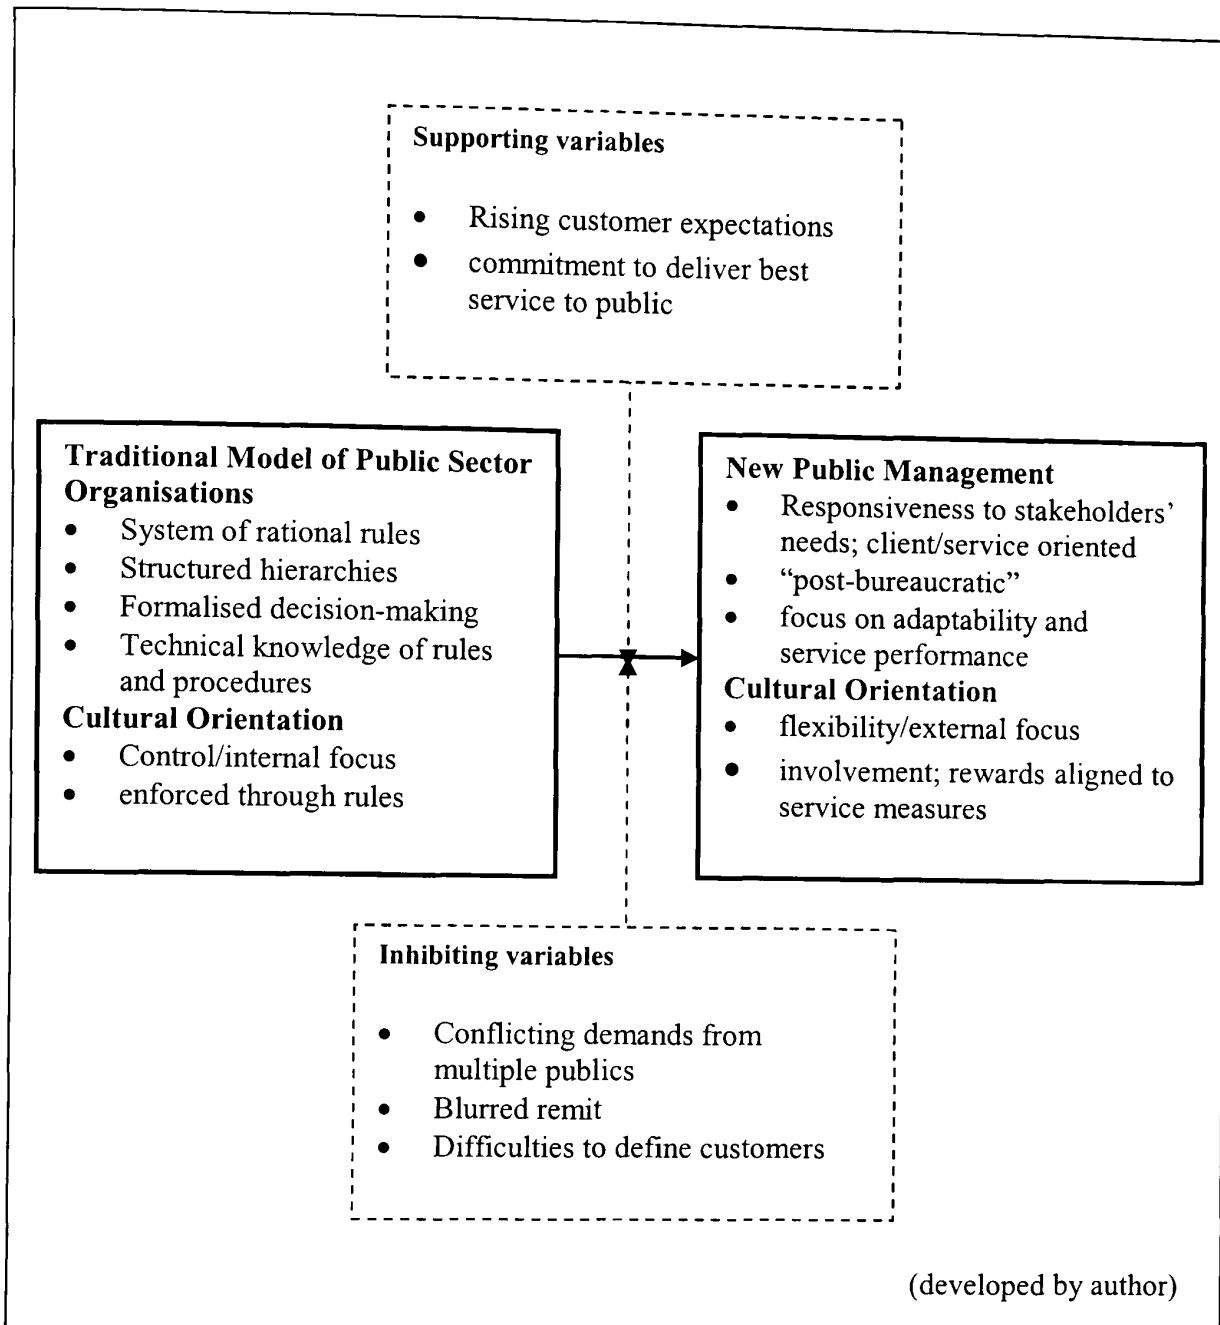 Supporting variables
• Rising customer expectations
• commitment to deliver best
service to public
Traditional Model of Public Sector
Organisations
• System of rational rules
• Structured hierarchies
• Formalised decision-making
• Technical knowledge of rules
and procedures
Cultural Orientation
• Control/internal focus
• enforced through rules
New Public Management
• Responsiveness to stakeholders’
needs; client/service oriented
• “post-bureaucratic”
• focus on adaptability and
service performance
Cultural Orientation
• flexibility/external focus
• involvement; rewards aligned to
service measures
Inhibiting variables
• Conflicting demands from
multiple publics
• Blurred remit
• Difficulties to define customers
(developed by author)